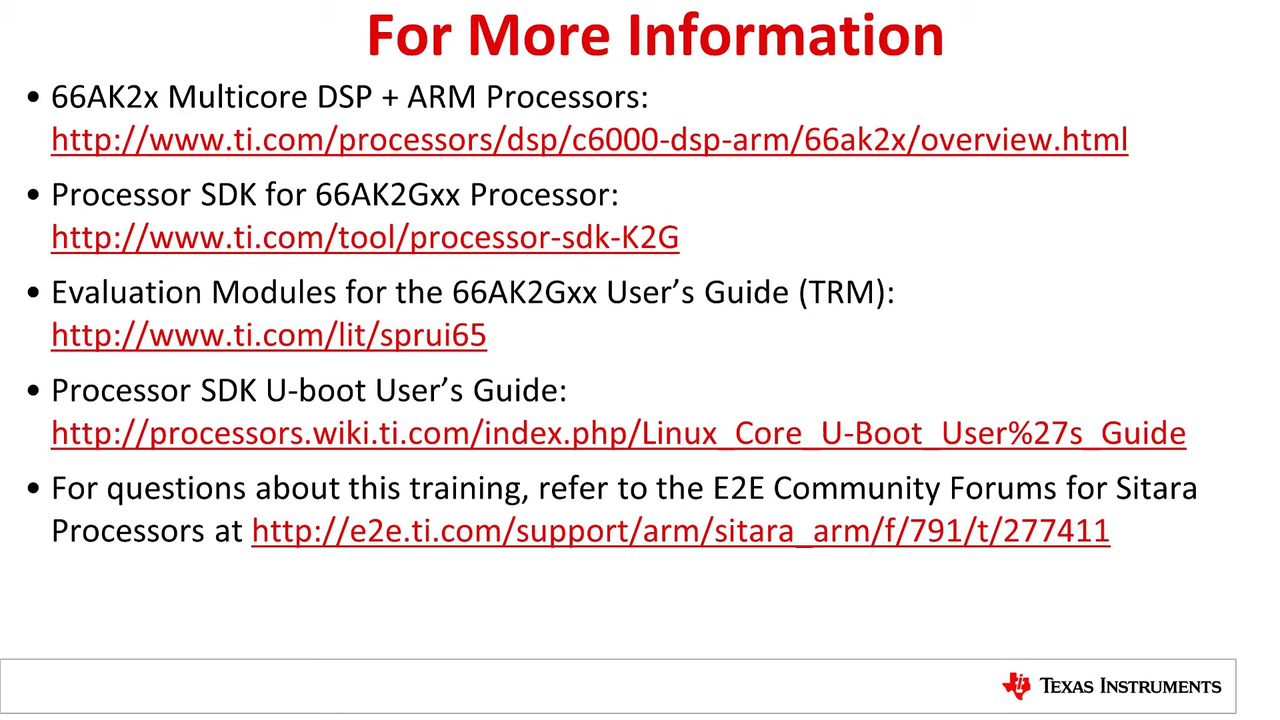 For More Information
• 66AK2x Multicore DSP + ARM Processors:
http://www.ti.com/processors/dsp/c6000-dsp-arm/66ak2x/overview.html
• Processor SDK for 66AK2Gxx Processor:
http://www.ti.com/tool/processor-sdk-K2G
• Evaluation Modules for the 66AK2Gxx User’s Guide (TRM):
http://www.ti.com/lit/sprui65
• Processor SDK U-boot User’s Guide:
http://processors.wiki.ti.com/index.php/Linux_Core_U-Boot_User%27s_Guide
• For questions about this training, refer to the E2E Community Forums for Sitara
Processors at http://e2e.ti.com/support/arm/sitara_arm/f/791/t/277411
TEXAS INSTRUMENTS